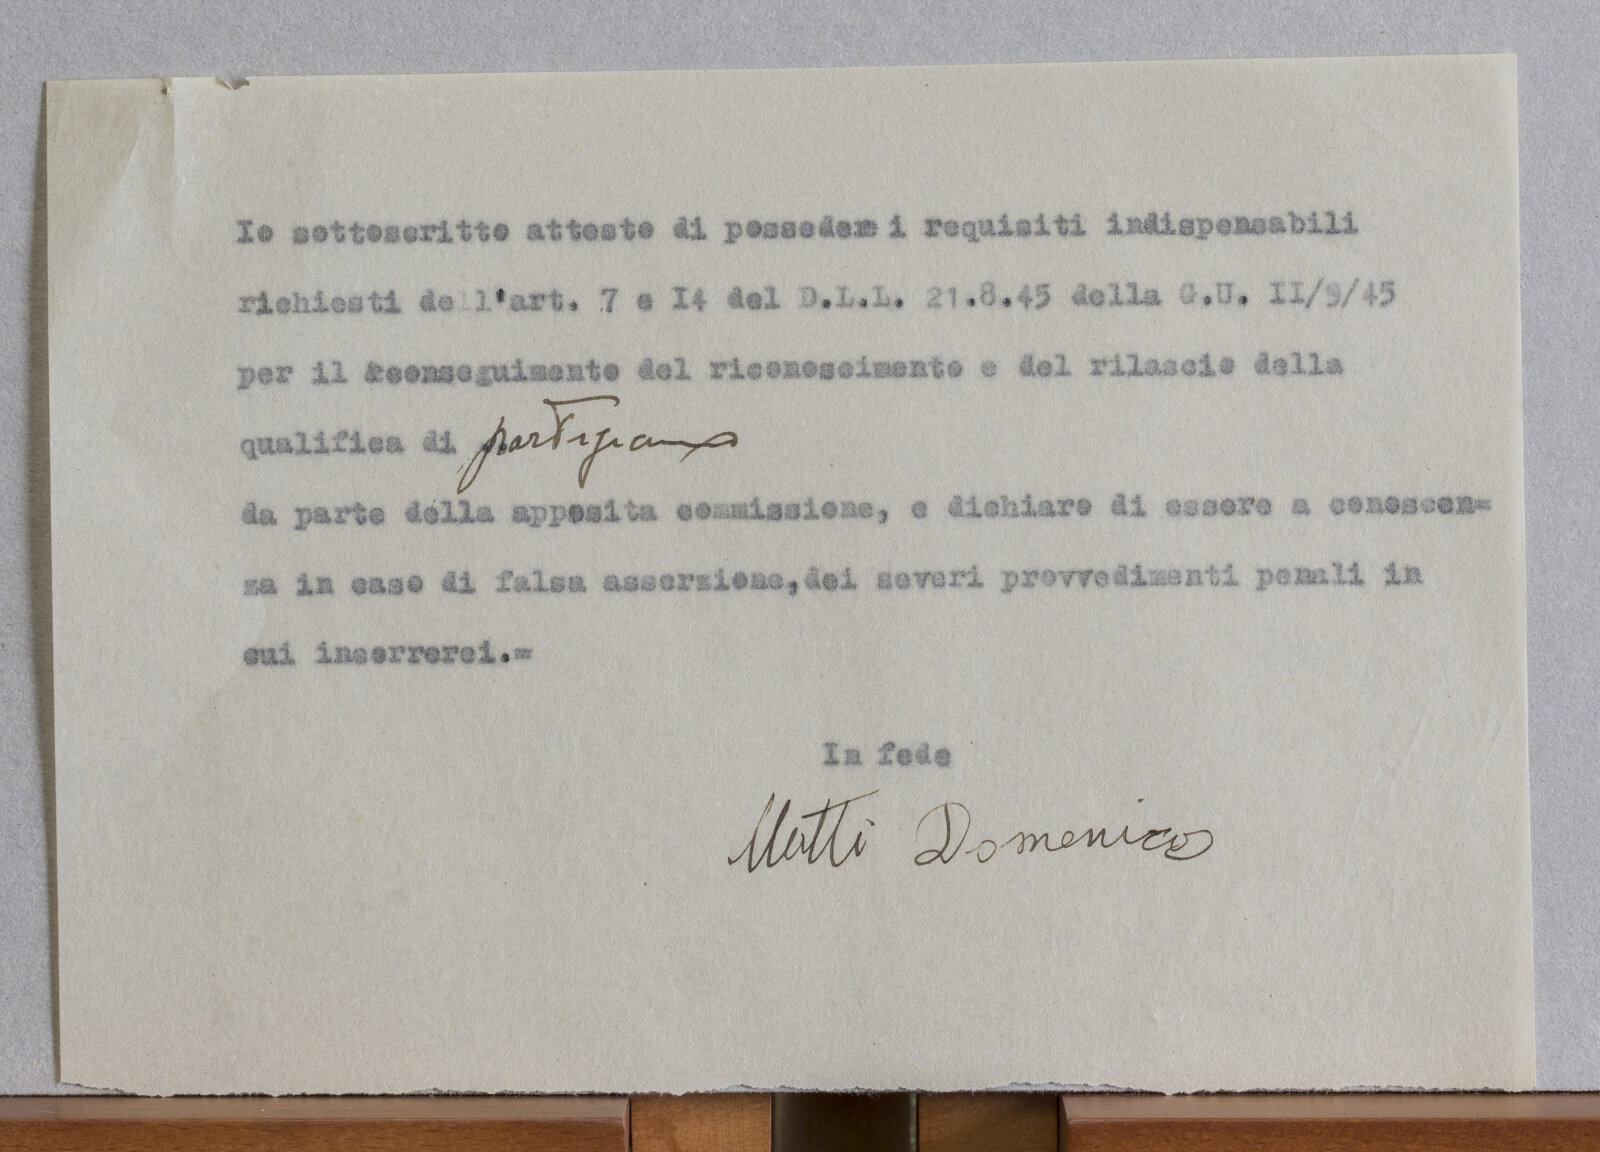 Io sottoscritto attesto di possedere i requisiti indispensabili
richiesti dell'art. 7 e I4 del D.L.L. 21.8.45 della G.U. II/9/45
per il conseguimento del riconoscimento e del rilascio della
qualifica di partigiano
da parte della apposita commissione, e dichiaro di essere a conoscen=
za in caso di falsa asserzione,dei severi provvedimenti penali in
cui incorrerei.=
In fede
Matti Domenico